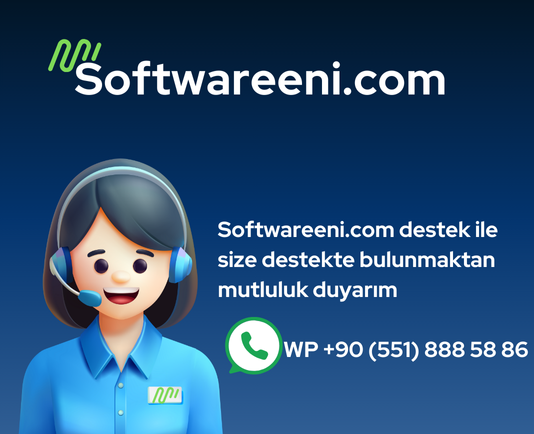 Softwareeni.com
Softwareeni.com destek ile
size destekte bulunmaktan
mutluluk duyarım
WP +90 (551) 888 58 86